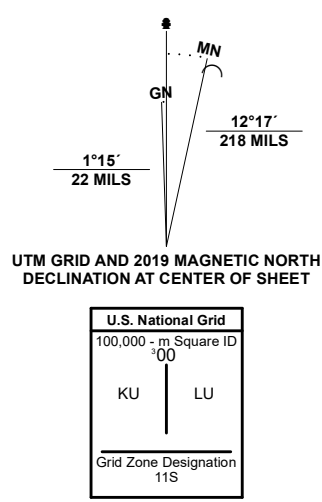 MN
GN
12°17´
218 MILS
1°15´
22 MILS
UTM GRID AND 2019 MAGNETIC NORTH
DECLINATION AT CENTER OF SHEET
U.S. National Grid
100,000 - m Square ID
³00
KU LU
Grid Zone Designation
11S